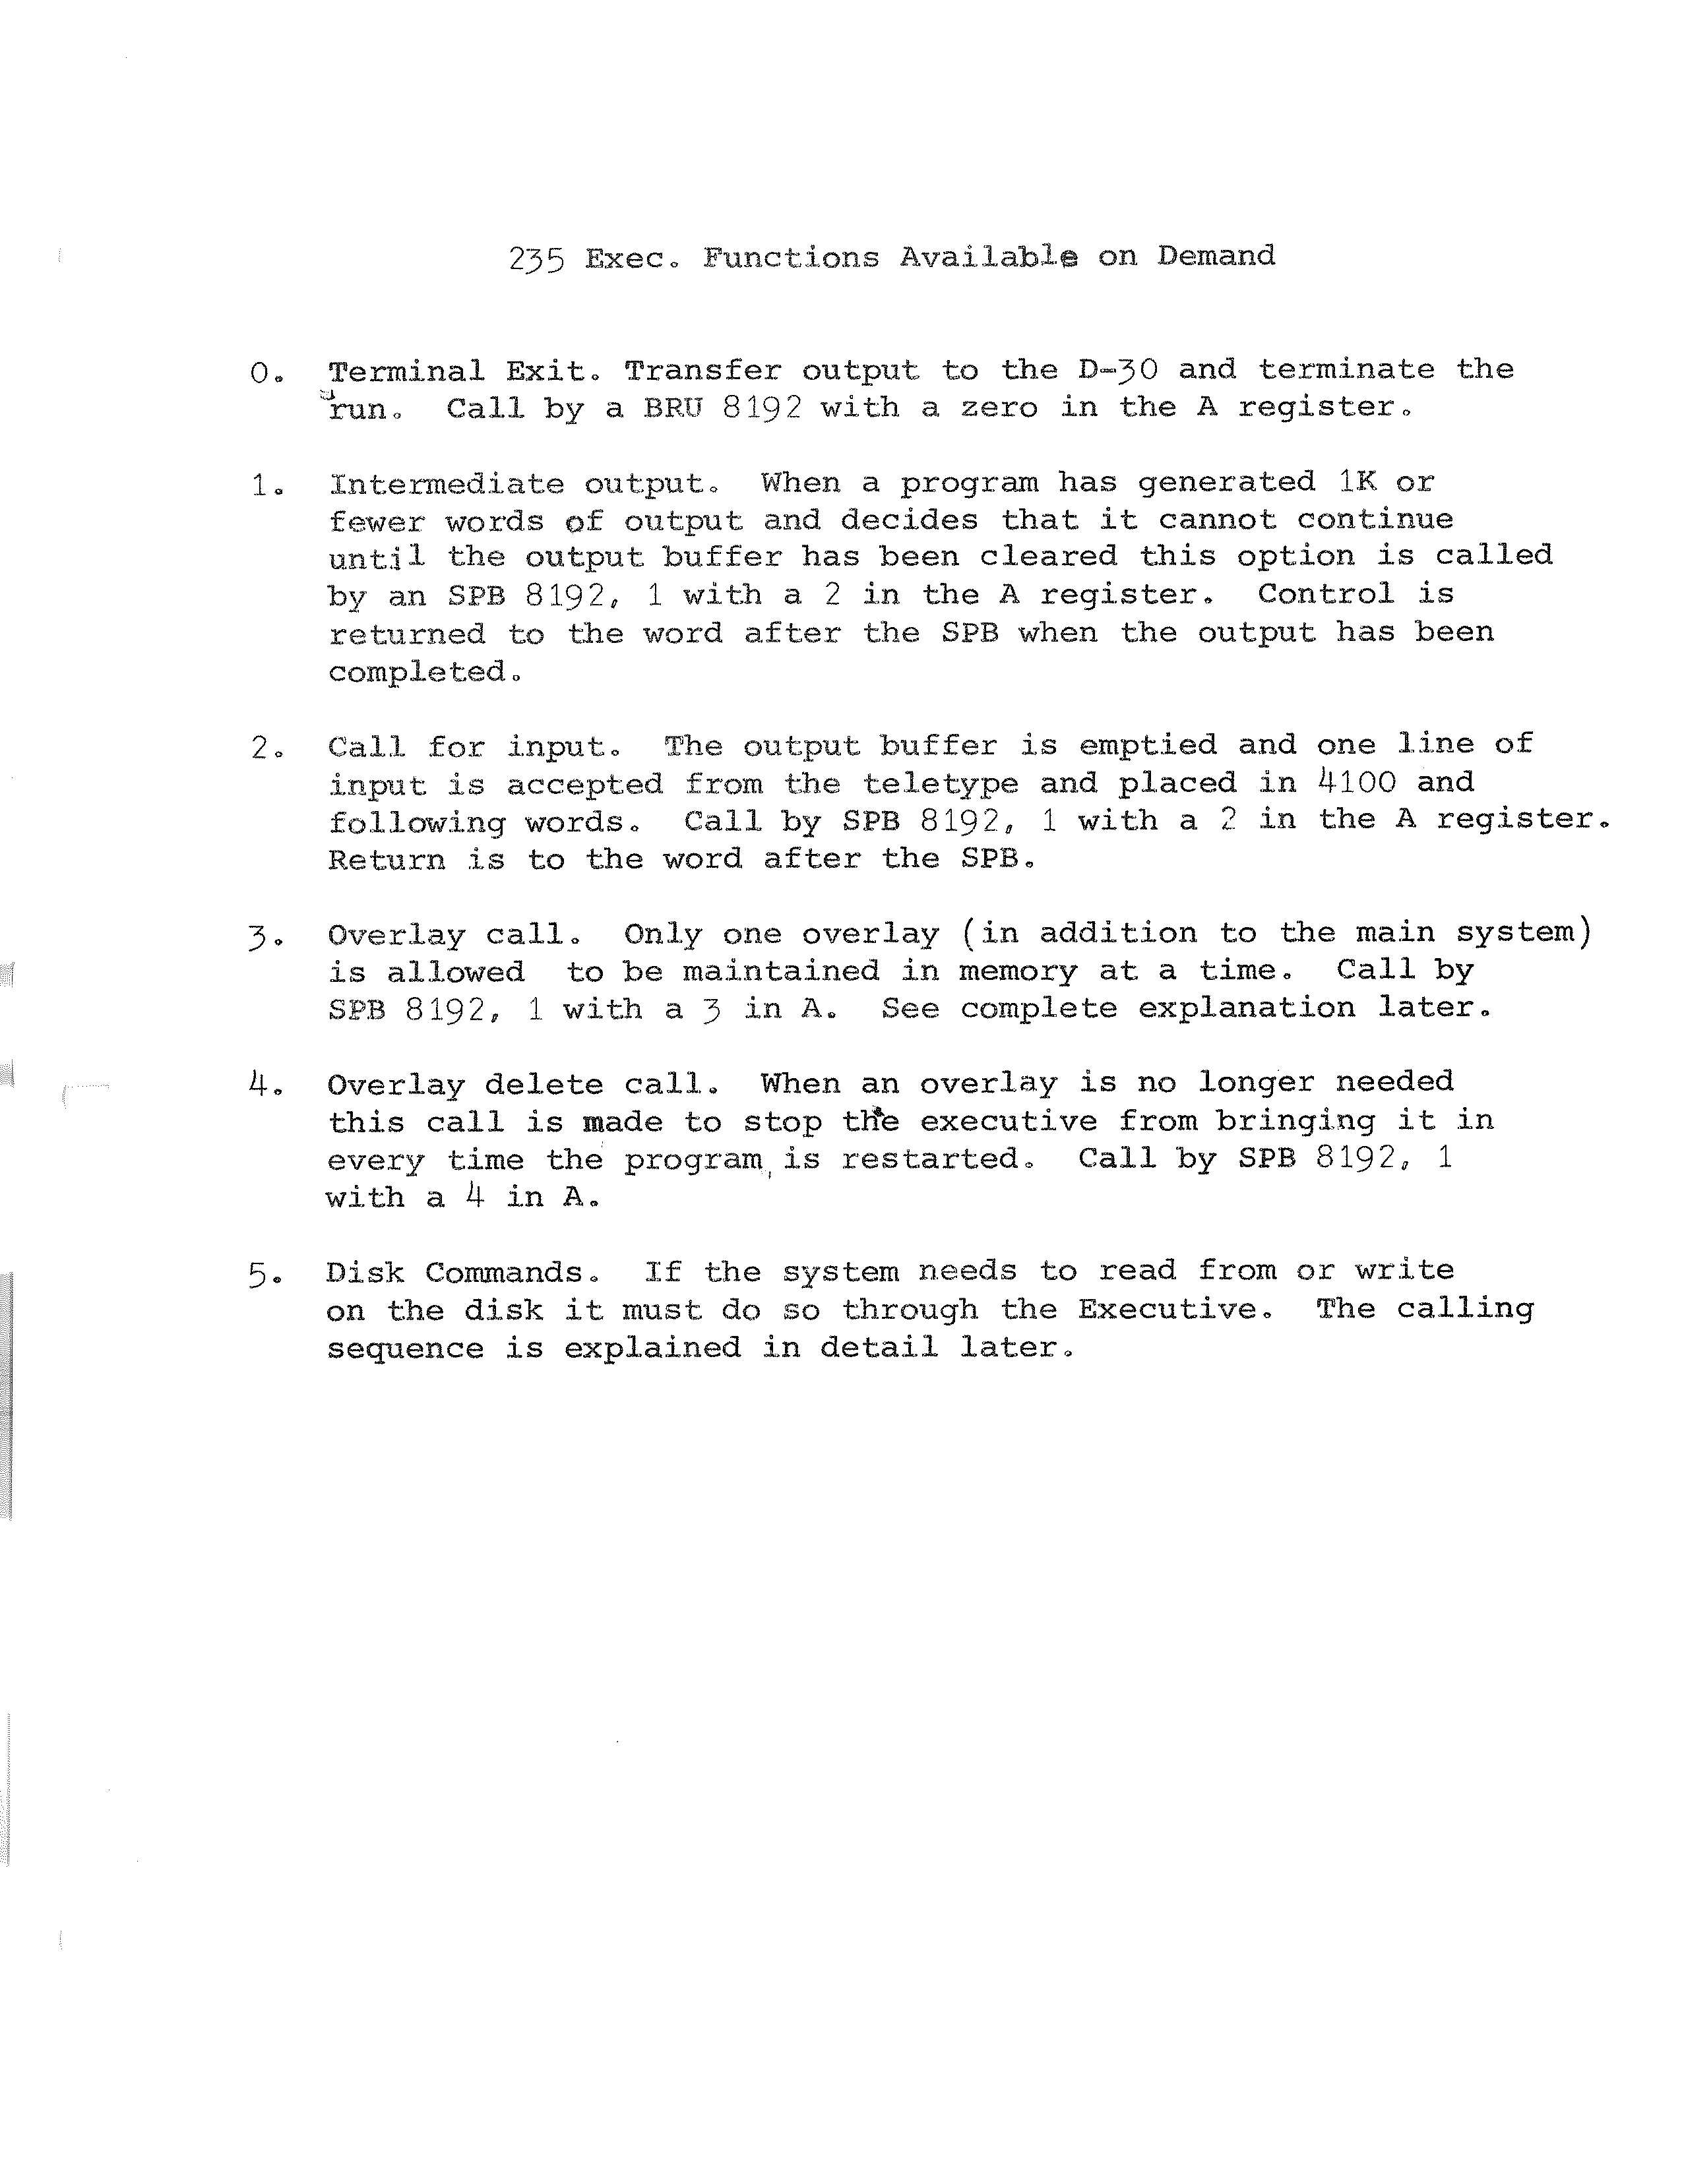 235 Exec. Functions Available on Demand
0. Terminal Exit. Transfer output to the D-30 and terminate the
run. Call by a BRU 8192 with a zero in the A register.
1. Intermediate output. When a program has generated 1K or
fewer words of output and decides that it cannot continue
until the output buffer has been cleared this option is called
by an SPB 8192, 1 with a 2 in the A register. Control is
returned to the word after the SPB when the output has been
completed.
2. Call for input. The output buffer is emptied and one line of
input is accepted from the teletype and placed in 4100 and
following words. Call by SPB 8192, 1 with a 2 in the A register.
Return is to the word after the SPB.
3. Overlay call. Only one overlay (in addition to the main system)
is allowed to be maintained in memory at a time. Call by
SPB 8192, 1 with a 3 in A. See complete explanation later.
4. Overlay delete call. When an overlay is no longer needed
this call is made to stop the executive from bringing it in
every time the program is restarted. Call by SPB 8192, 1
with a 4 in A.
5. Disk Commands. If the system needs to read from or write
on the disk it must do so through the Executive. The calling
sequence is explained in detail later.